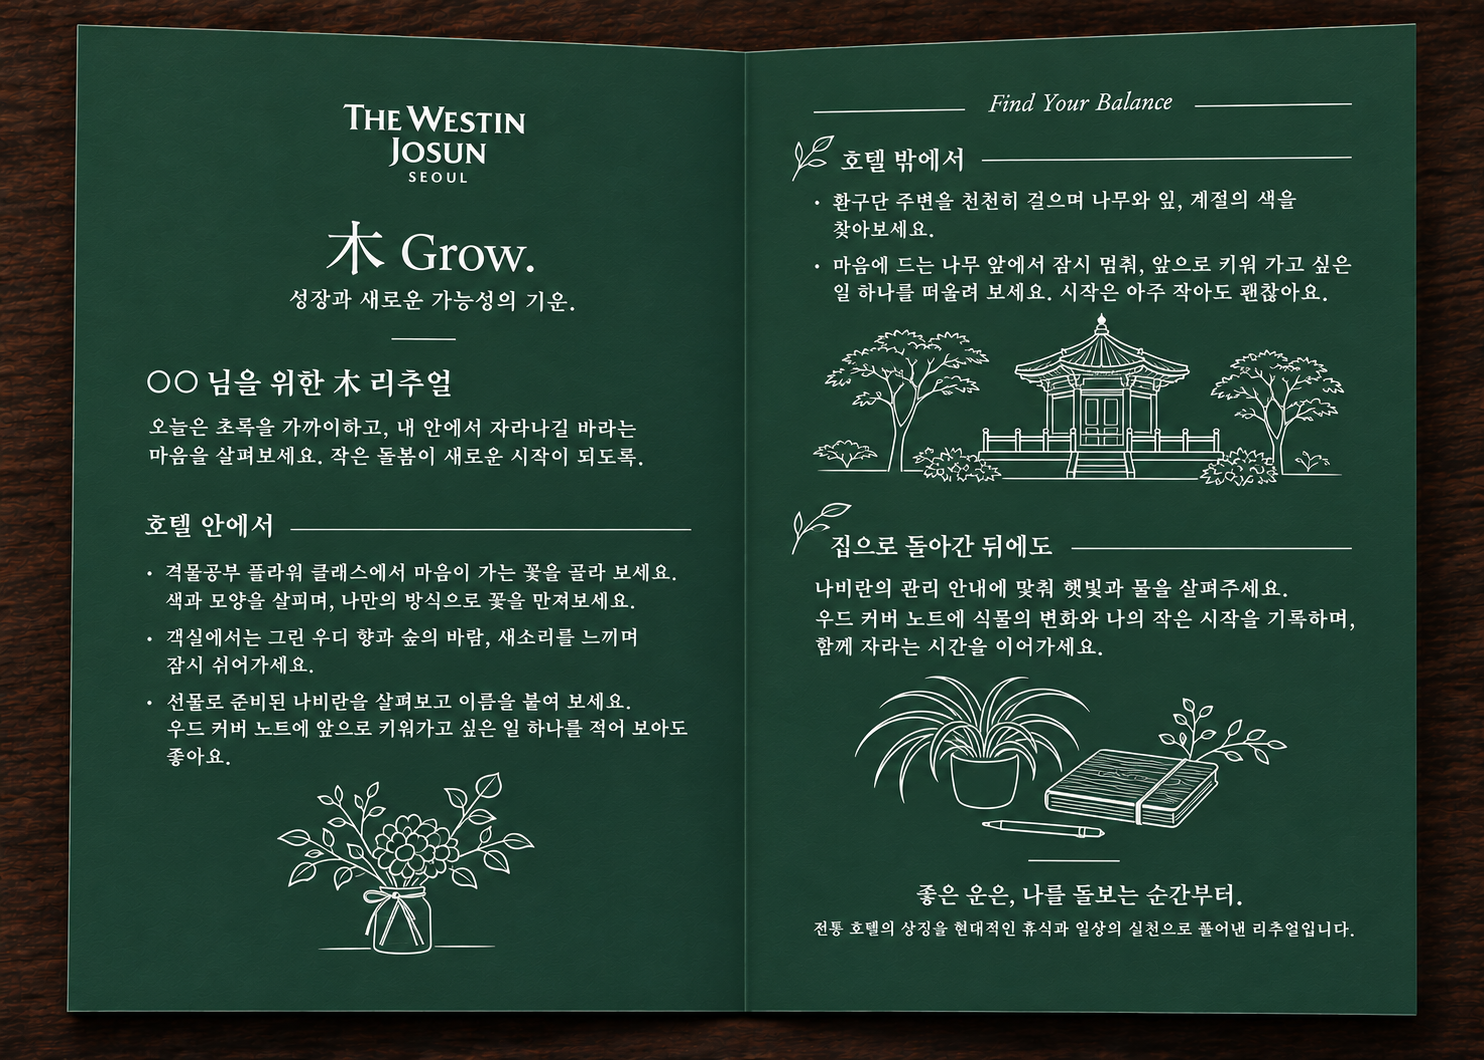 THE WESTIN
JOSUN
SEOUL
木 Grow.
성장과 새로운 가능성의 기운.
○○ 님을 위한 木 리추얼
오늘은 초록을 가까이하고, 내 안에서 자라나길 바라는
마음을 살펴보세요. 작은 돌봄이 새로운 시작이 되도록.
호텔 안에서
• 격물공부 플라워 클래스에서 마음이 가는 꽃을 골라 보세요.
색과 모양을 살피며, 나만의 방식으로 꽃을 만져보세요.
• 객실에서는 그린 우디 향과 숲의 바람, 새소리를 느끼며
잠시 쉬어가세요.
• 선물로 준비된 나비란을 살펴보고 이름을 붙여 보세요.
우드 커버 노트에 앞으로 키워가고 싶은 일 하나를 적어 보아도
좋아요.
Find Your Balance
호텔 밖에서
• 환구단 주변을 천천히 걸으며 나무와 잎, 계절의 색을
찾아보세요.
• 마음에 드는 나무 앞에서 잠시 멈춰, 앞으로 키워 가고 싶은
일 하나를 떠올려 보세요. 시작은 아주 작아도 괜찮아요.
집으로 돌아간 뒤에도
나비란의 관리 안내에 맞춰 햇빛과 물을 살펴주세요.
우드 커버 노트에 식물의 변화와 나의 작은 시작을 기록하며,
함께 자라는 시간을 이어가세요.
좋은 운은, 나를 돌보는 순간부터.
전통 호텔의 상징을 현대적인 휴식과 일상의 실천으로 풀어낸 리추얼입니다.